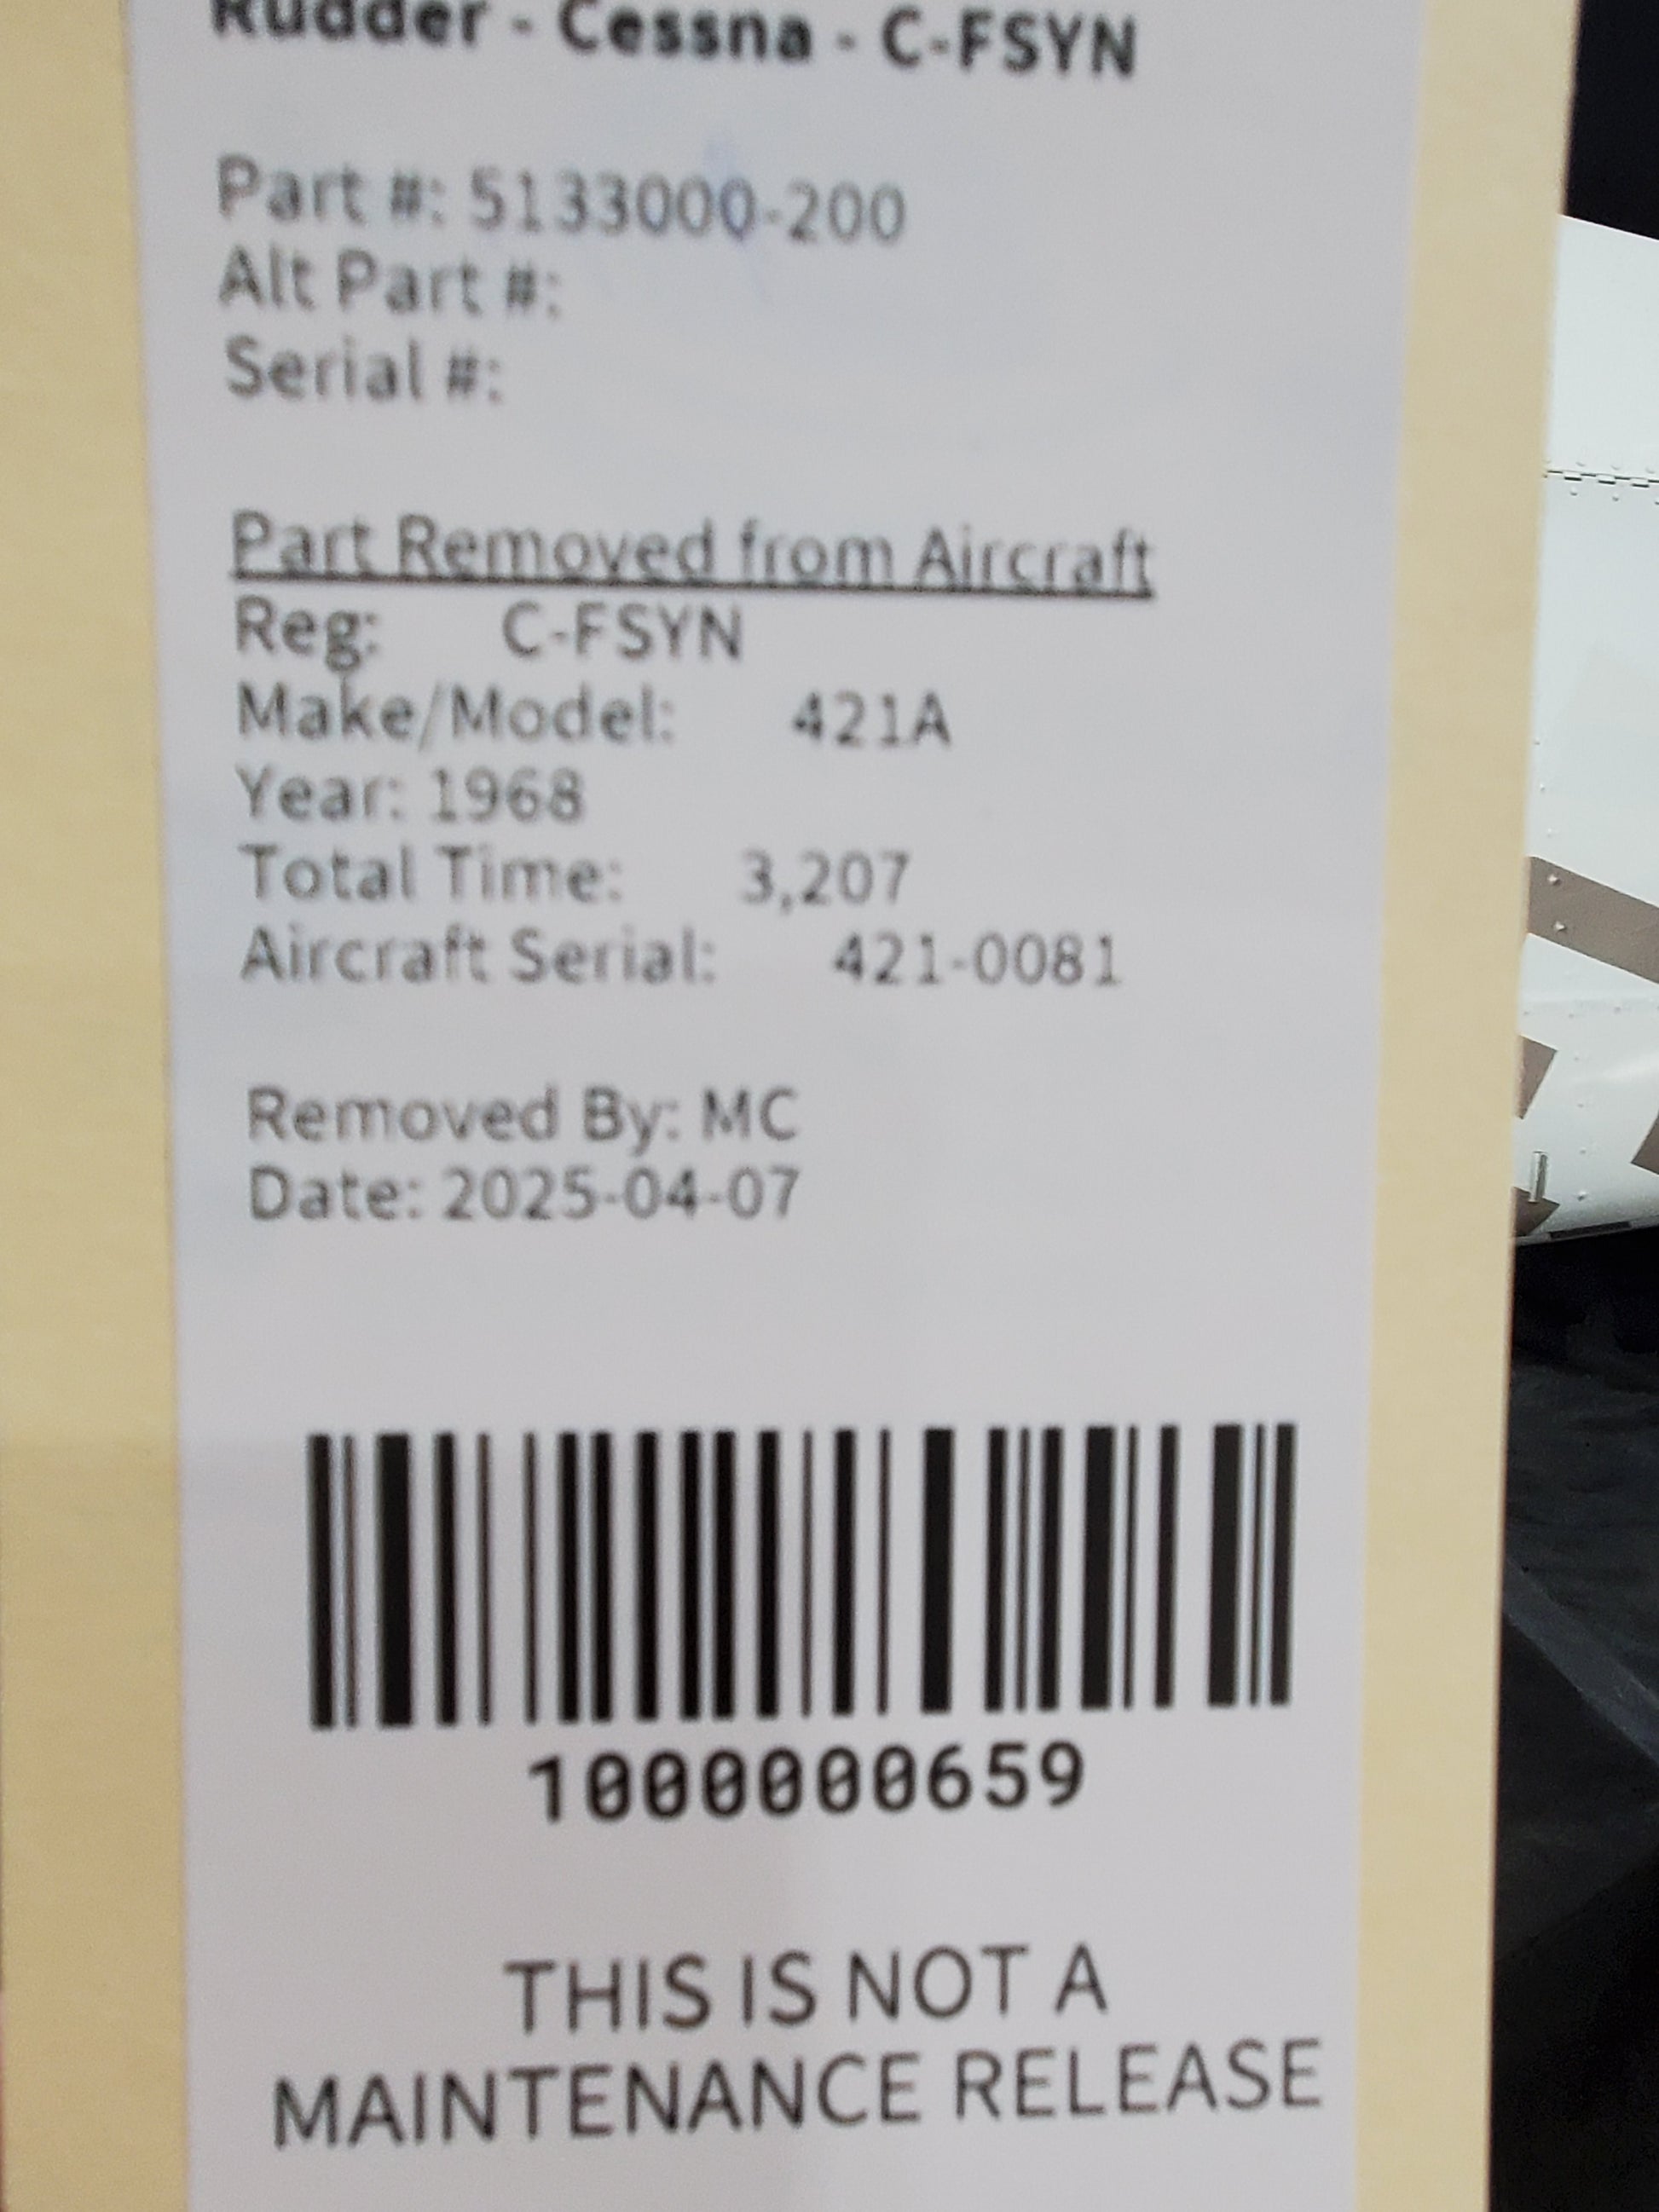 Rudder - Cessna - C-FSYN
Part #: 5133000-200
Alt Part #:
Serial #:
Part Removed from Aircraft
Reg: C-FSYN
Make/Model: 421A
Year: 1968
Total Time: 3,207
Aircraft Serial: 421-0081
Removed By: MC
Date: 2025-04-07
1000000659
THIS IS NOT A
MAINTENANCE RELEASE